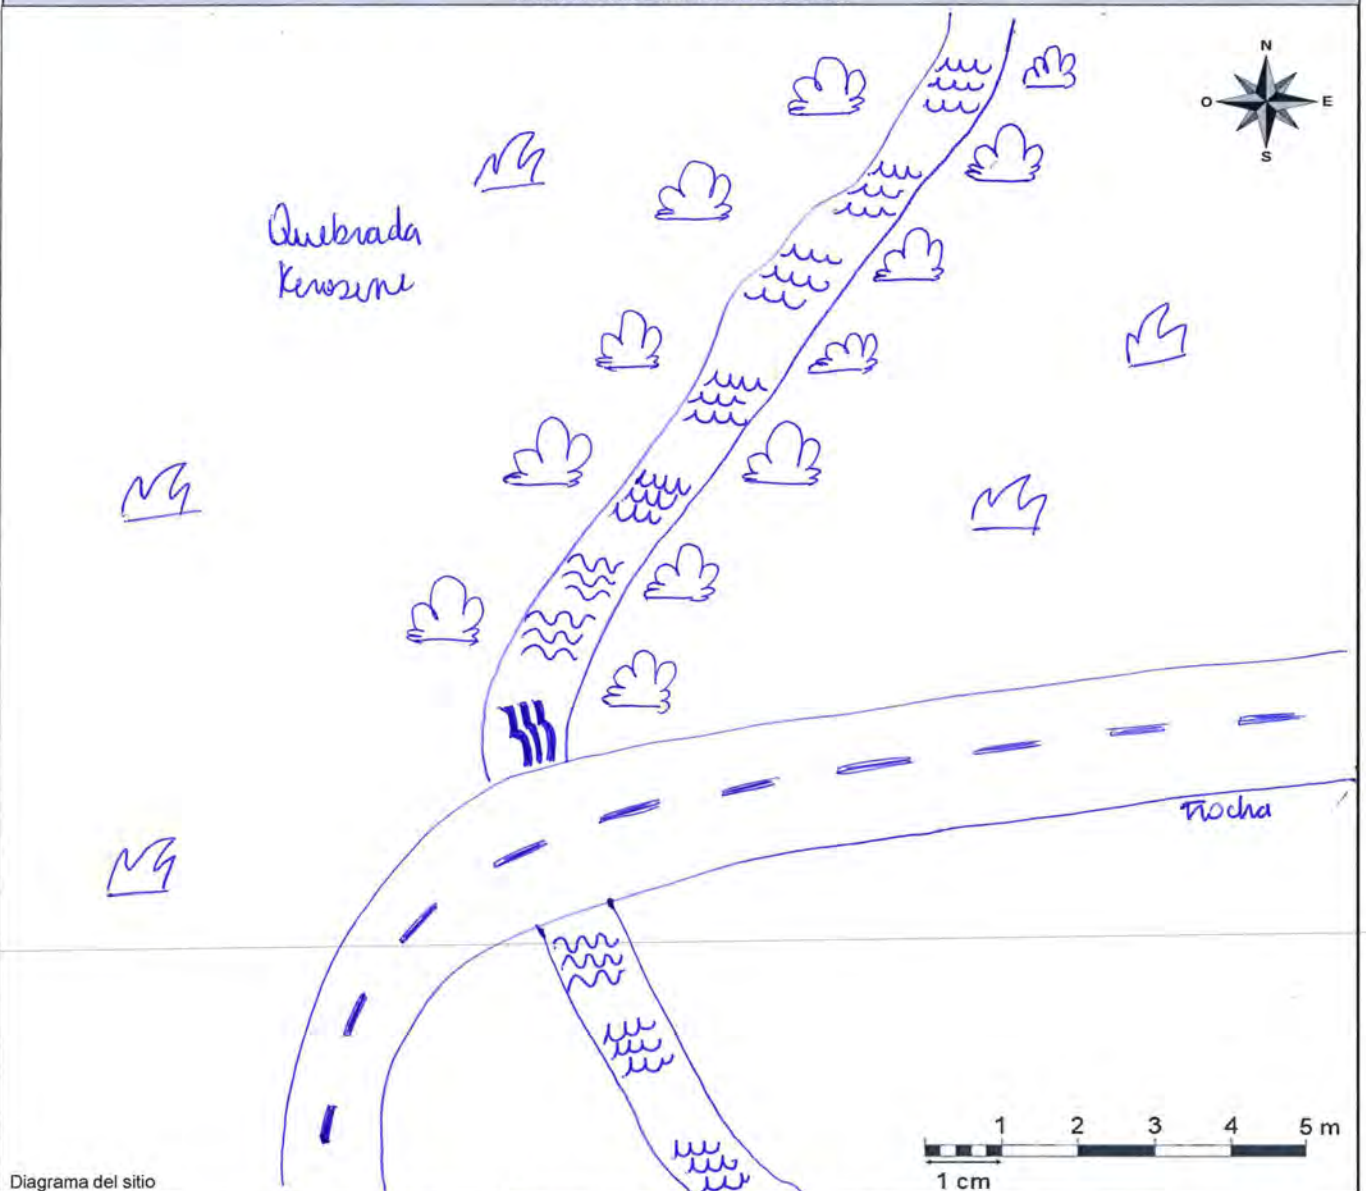 N
O E
S
Quebrada
Kerosene
Trocha
1 2 3 4 5 m
1 cm
Diagrama del sitio